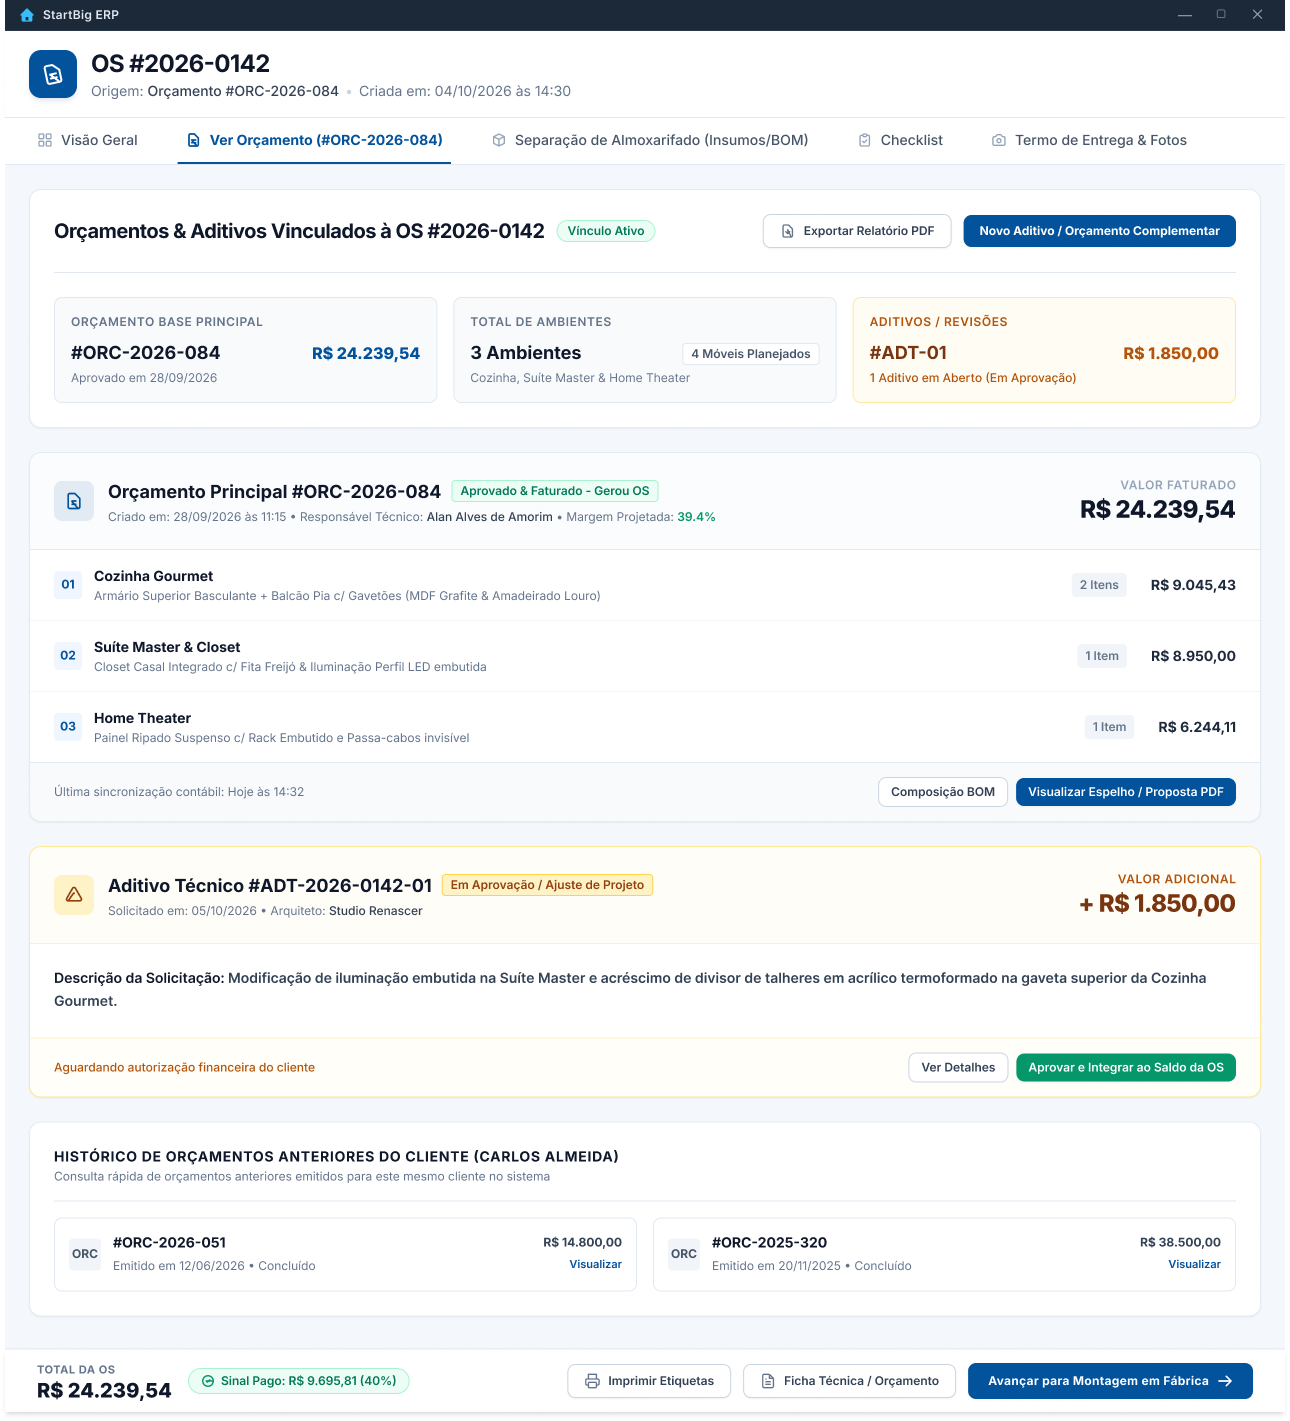 StartBig ERP
OS #2026-0142
Origem: Orçamento #ORC-2026-084 • Criada em: 04/10/2026 às 14:30
Visão Geral
Ver Orçamento (#ORC-2026-084)
Separação de Almoxarifado (Insumos/BOM)
Checklist
Termo de Entrega & Fotos
Orçamentos & Aditivos Vinculados à OS #2026-0142
Vínculo Ativo
Exportar Relatório PDF
Novo Aditivo / Orçamento Complementar
ORÇAMENTO BASE PRINCIPAL
#ORC-2026-084
R$ 24.239,54
Aprovado em 28/09/2026
TOTAL DE AMBIENTES
3 Ambientes
4 Móveis Planejados
Cozinha, Suíte Master & Home Theater
ADITIVOS / REVISÕES
#ADT-01
R$ 1.850,00
1 Aditivo em Aberto (Em Aprovação)
Orçamento Principal #ORC-2026-084
Aprovado & Faturado - Gerou OS
Criado em: 28/09/2026 às 11:15 • Responsável Técnico: Alan Alves de Amorim • Margem Projetada: 39.4%
VALOR FATURADO
R$ 24.239,54
01
Cozinha Gourmet
Armário Superior Basculante + Balcão Pia c/ Gavetões (MDF Grafite & Amadeirado Louro)
2 Itens
R$ 9.045,43
02
Suíte Master & Closet
Closet Casal Integrado c/ Fita Freijó & Iluminação Perfil LED embutida
1 Item
R$ 8.950,00
03
Home Theater
Painel Ripado Suspenso c/ Rack Embutido e Passa-cabos invisível
1 Item
R$ 6.244,11
Última sincronização contábil: Hoje às 14:32
Composição BOM
Visualizar Espelho / Proposta PDF
Aditivo Técnico #ADT-2026-0142-01
Em Aprovação / Ajuste de Projeto
Solicitado em: 05/10/2026 • Arquiteto: Studio Renascer
VALOR ADICIONAL
+ R$ 1.850,00
Descrição da Solicitação: Modificação de iluminação embutida na Suíte Master e acréscimo de divisor de talheres em acrílico termoformado na gaveta superior da Cozinha
Gourmet.
Aguardando autorização financeira do cliente
Ver Detalhes
Aprovar e Integrar ao Saldo da OS
HISTÓRICO DE ORÇAMENTOS ANTERIORES DO CLIENTE (CARLOS ALMEIDA)
Consulta rápida de orçamentos anteriores emitidos para este mesmo cliente no sistema
ORC
#ORC-2026-051
Emitido em 12/06/2026 • Concluído
R$ 14.800,00
Visualizar
ORC
#ORC-2025-320
Emitido em 20/11/2025 • Concluído
R$ 38.500,00
Visualizar
TOTAL DA OS
R$ 24.239,54
Sinal Pago: R$ 9.695,81 (40%)
Imprimir Etiquetas
Ficha Técnica / Orçamento
Avançar para Montagem em Fábrica